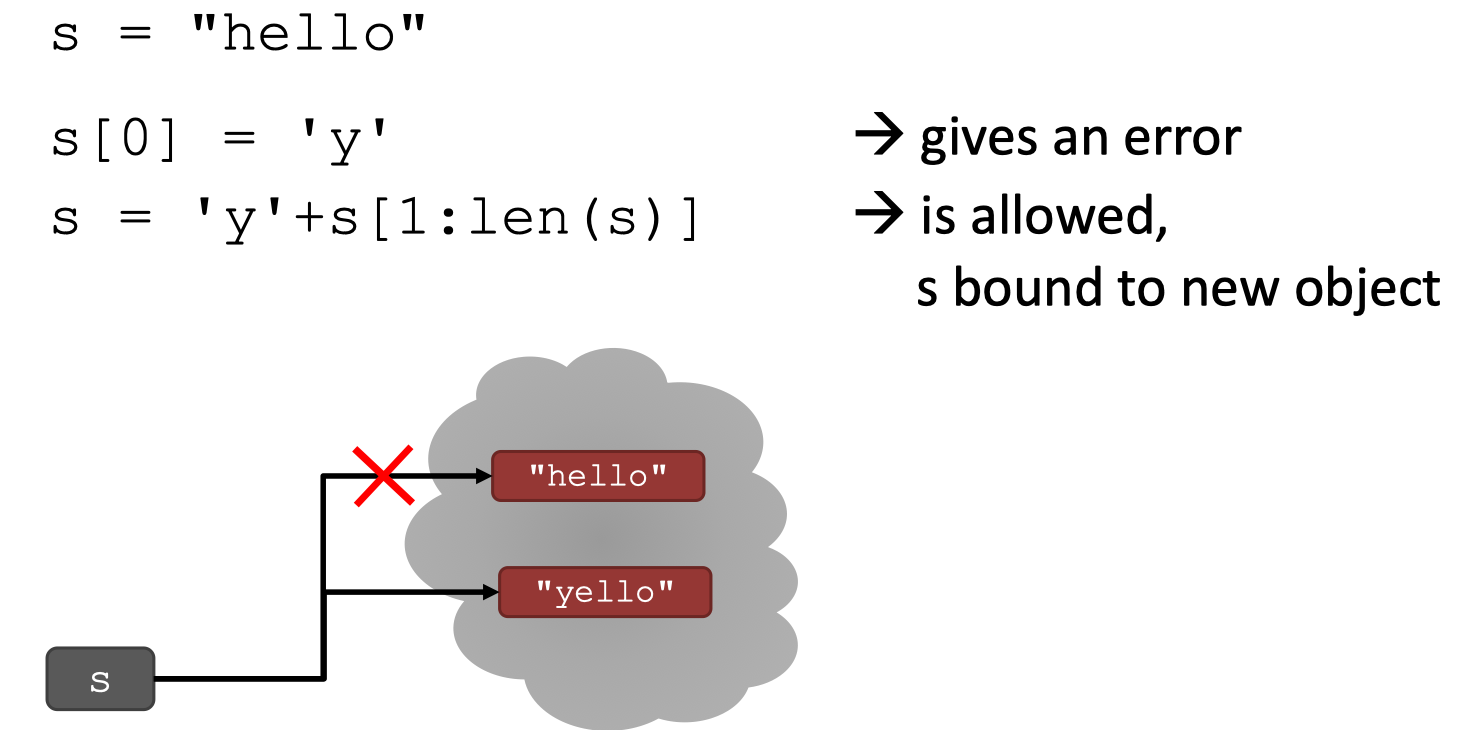 s = "hello"
s[0] = 'y' → gives an error
s = 'y'+s[1:len(s)] → is allowed,
s bound to new object
"hello"
"yello"
s